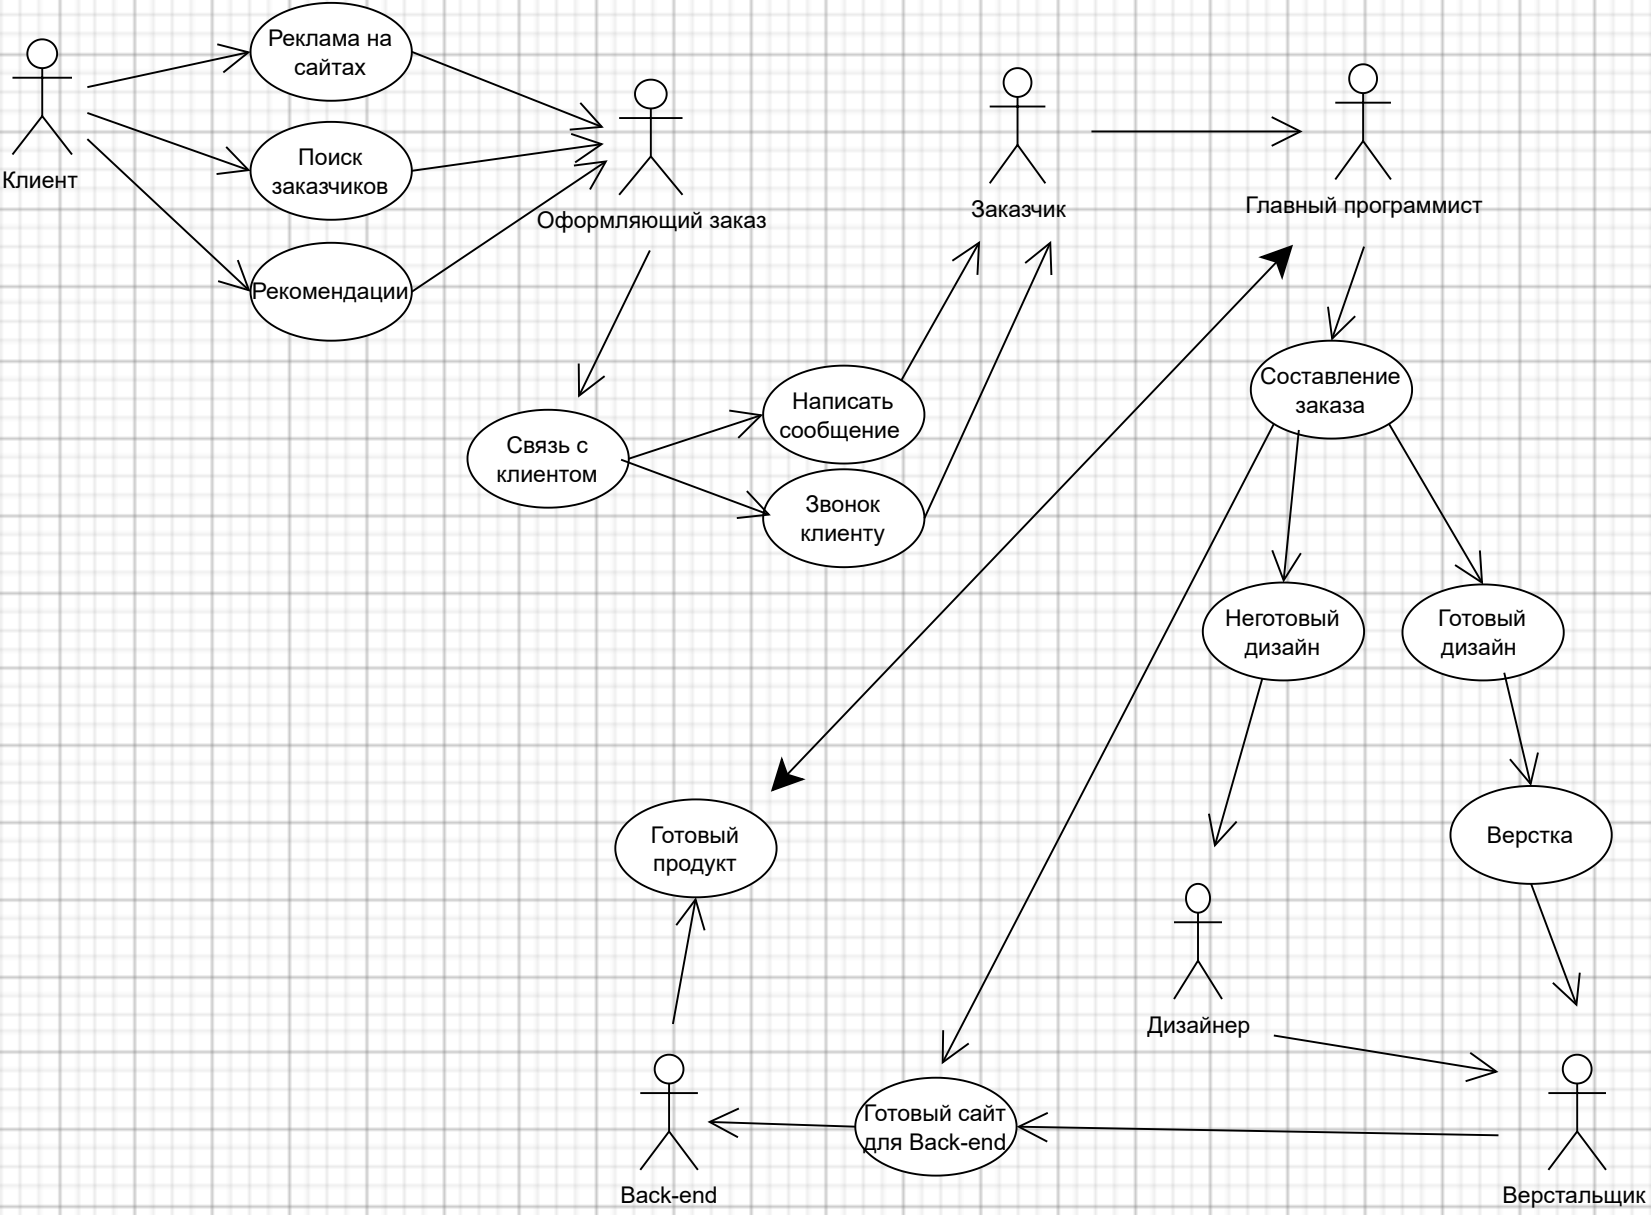 Реклама на
сайтах
Клиент
Поиск
заказчиков
Рекомендации
Оформляющий заказ
Заказчик
Главный программист
Связь с
клиентом
Написать
сообщение
Звонок
клиенту
Составление
заказа
Неготовый
дизайн
Готовый
дизайн
Верстка
Готовый
продукт
Дизайнер
Готовый сайт
для Back-end
Back-end
Верстальщик